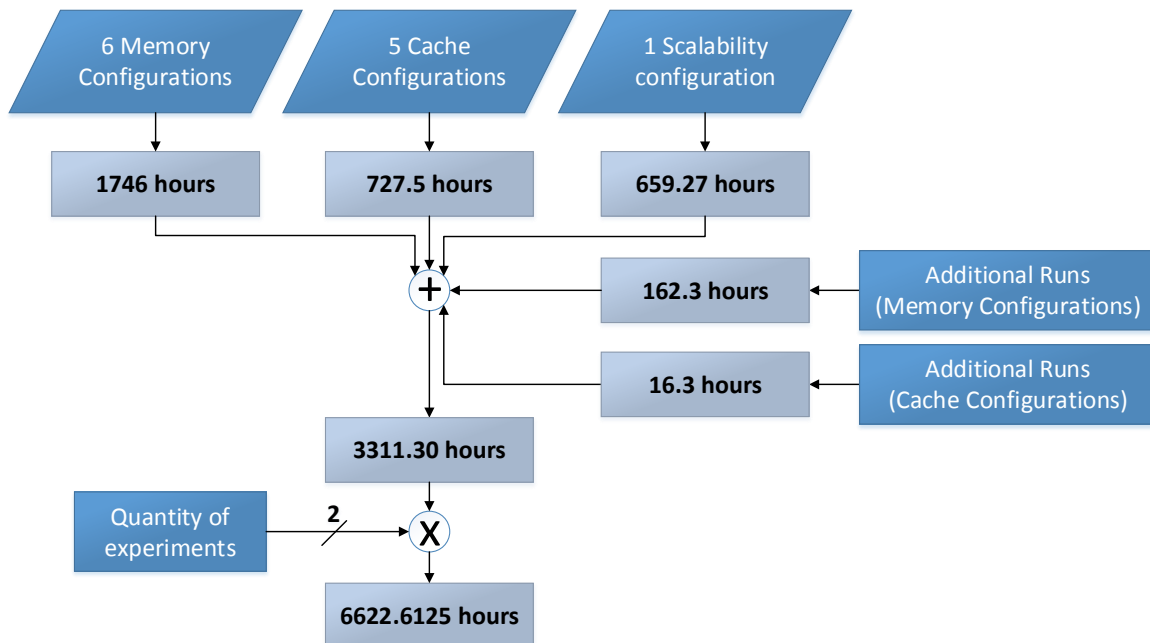 6 Memory
Configurations
5 Cache
Configurations
1 Scalability
configuration
1746 hours
727.5 hours
659.27 hours
+
162.3 hours
Additional Runs
(Memory Configurations)
16.3 hours
Additional Runs
(Cache Configurations)
3311.30 hours
Quantity of
experiments
2
X
6622.6125 hours